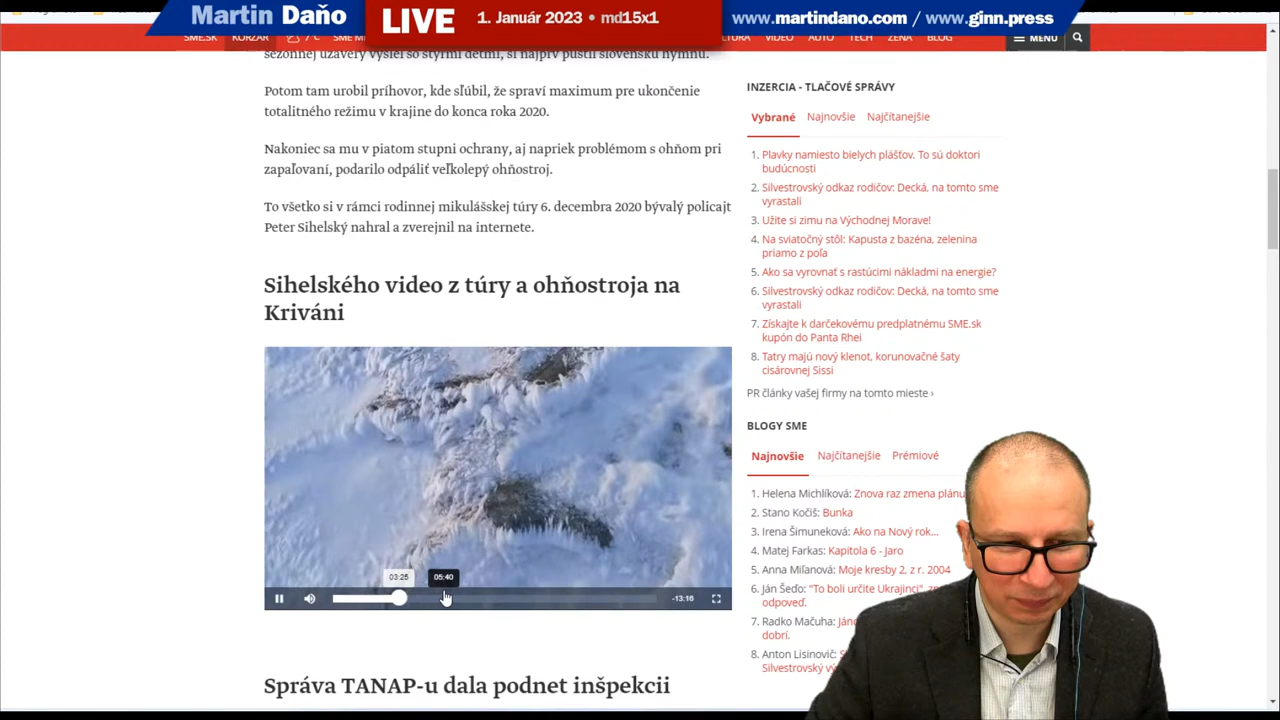 Martin Daňo
LIVE
1. Január 2023 • md15x1
www.martindano.com / www.ginn.press
SME.SK
KORZÁR
°C
VIDEO
AUTO
TECH
ŽENA
BLOG
MENU
sezónnej uzávery vyšiel so štyrmi deťmi, si najprv pustil slovenskú hymnu.
Potom tam urobil príhovor, kde sľúbil, že spraví maximum pre ukončenie
totalitného režimu v krajine do konca roka 2020.
Nakoniec sa mu v piatom stupni ochrany, aj napriek problémom s ohňom pri
zapaľovaní, podarilo odpáliť veľkolepý ohňostroj.
To všetko si v rámci rodinnej mikulášskej túry 6. decembra 2020 bývalý policajt
Peter Sihelský nahral a zverejnil na internete.
Sihelského video z túry a ohňostroja na
Kriváni
03:25
05:40
-13:16
Správa TANAP-u dala podnet inšpekcii
INZERCIA - TLAČOVÉ SPRÁVY
Vybrané Najnovšie Najčítanejšie
1. Plavky namiesto bielych plášťov. To sú doktori
budúcnosti
2. Silvestrovský odkaz rodičov: Decká, na tomto sme
vyrastali
3. Užite si zimu na Východnej Morave!
4. Na sviatočný stôl: Kapusta z bazéna, zelenina
priamo z poľa
5. Ako sa vyrovnať s rastúcimi nákladmi na energie?
6. Silvestrovský odkaz rodičov: Decká, na tomto sme
vyrastali
7. Získajte k darčekovému predplatnému SME.sk
kupón do Panta Rhei
8. Tatry majú nový klenot, korunovačné šaty
cisárovnej Sissi
PR články vašej firmy na tomto mieste ›
BLOGY SME
Najnovšie Najčítanejšie Prémiové
1. Helena Michlíková: Znova raz zmena plánu
2. Stano Kočiš: Bunka
3. Irena Šimuneková: Ako na Nový rok...
4. Matej Farkas: Kapitola 6 - Jaro
5. Anna Miľanová: Moje kresby 2, z r. 2004
6. Ján Šeďo: "To boli určite Ukrajinci",
odpoveď.
7. Radko Mačuha:
dobrí.
8. Anton Lisinovič:
Silvestrovský